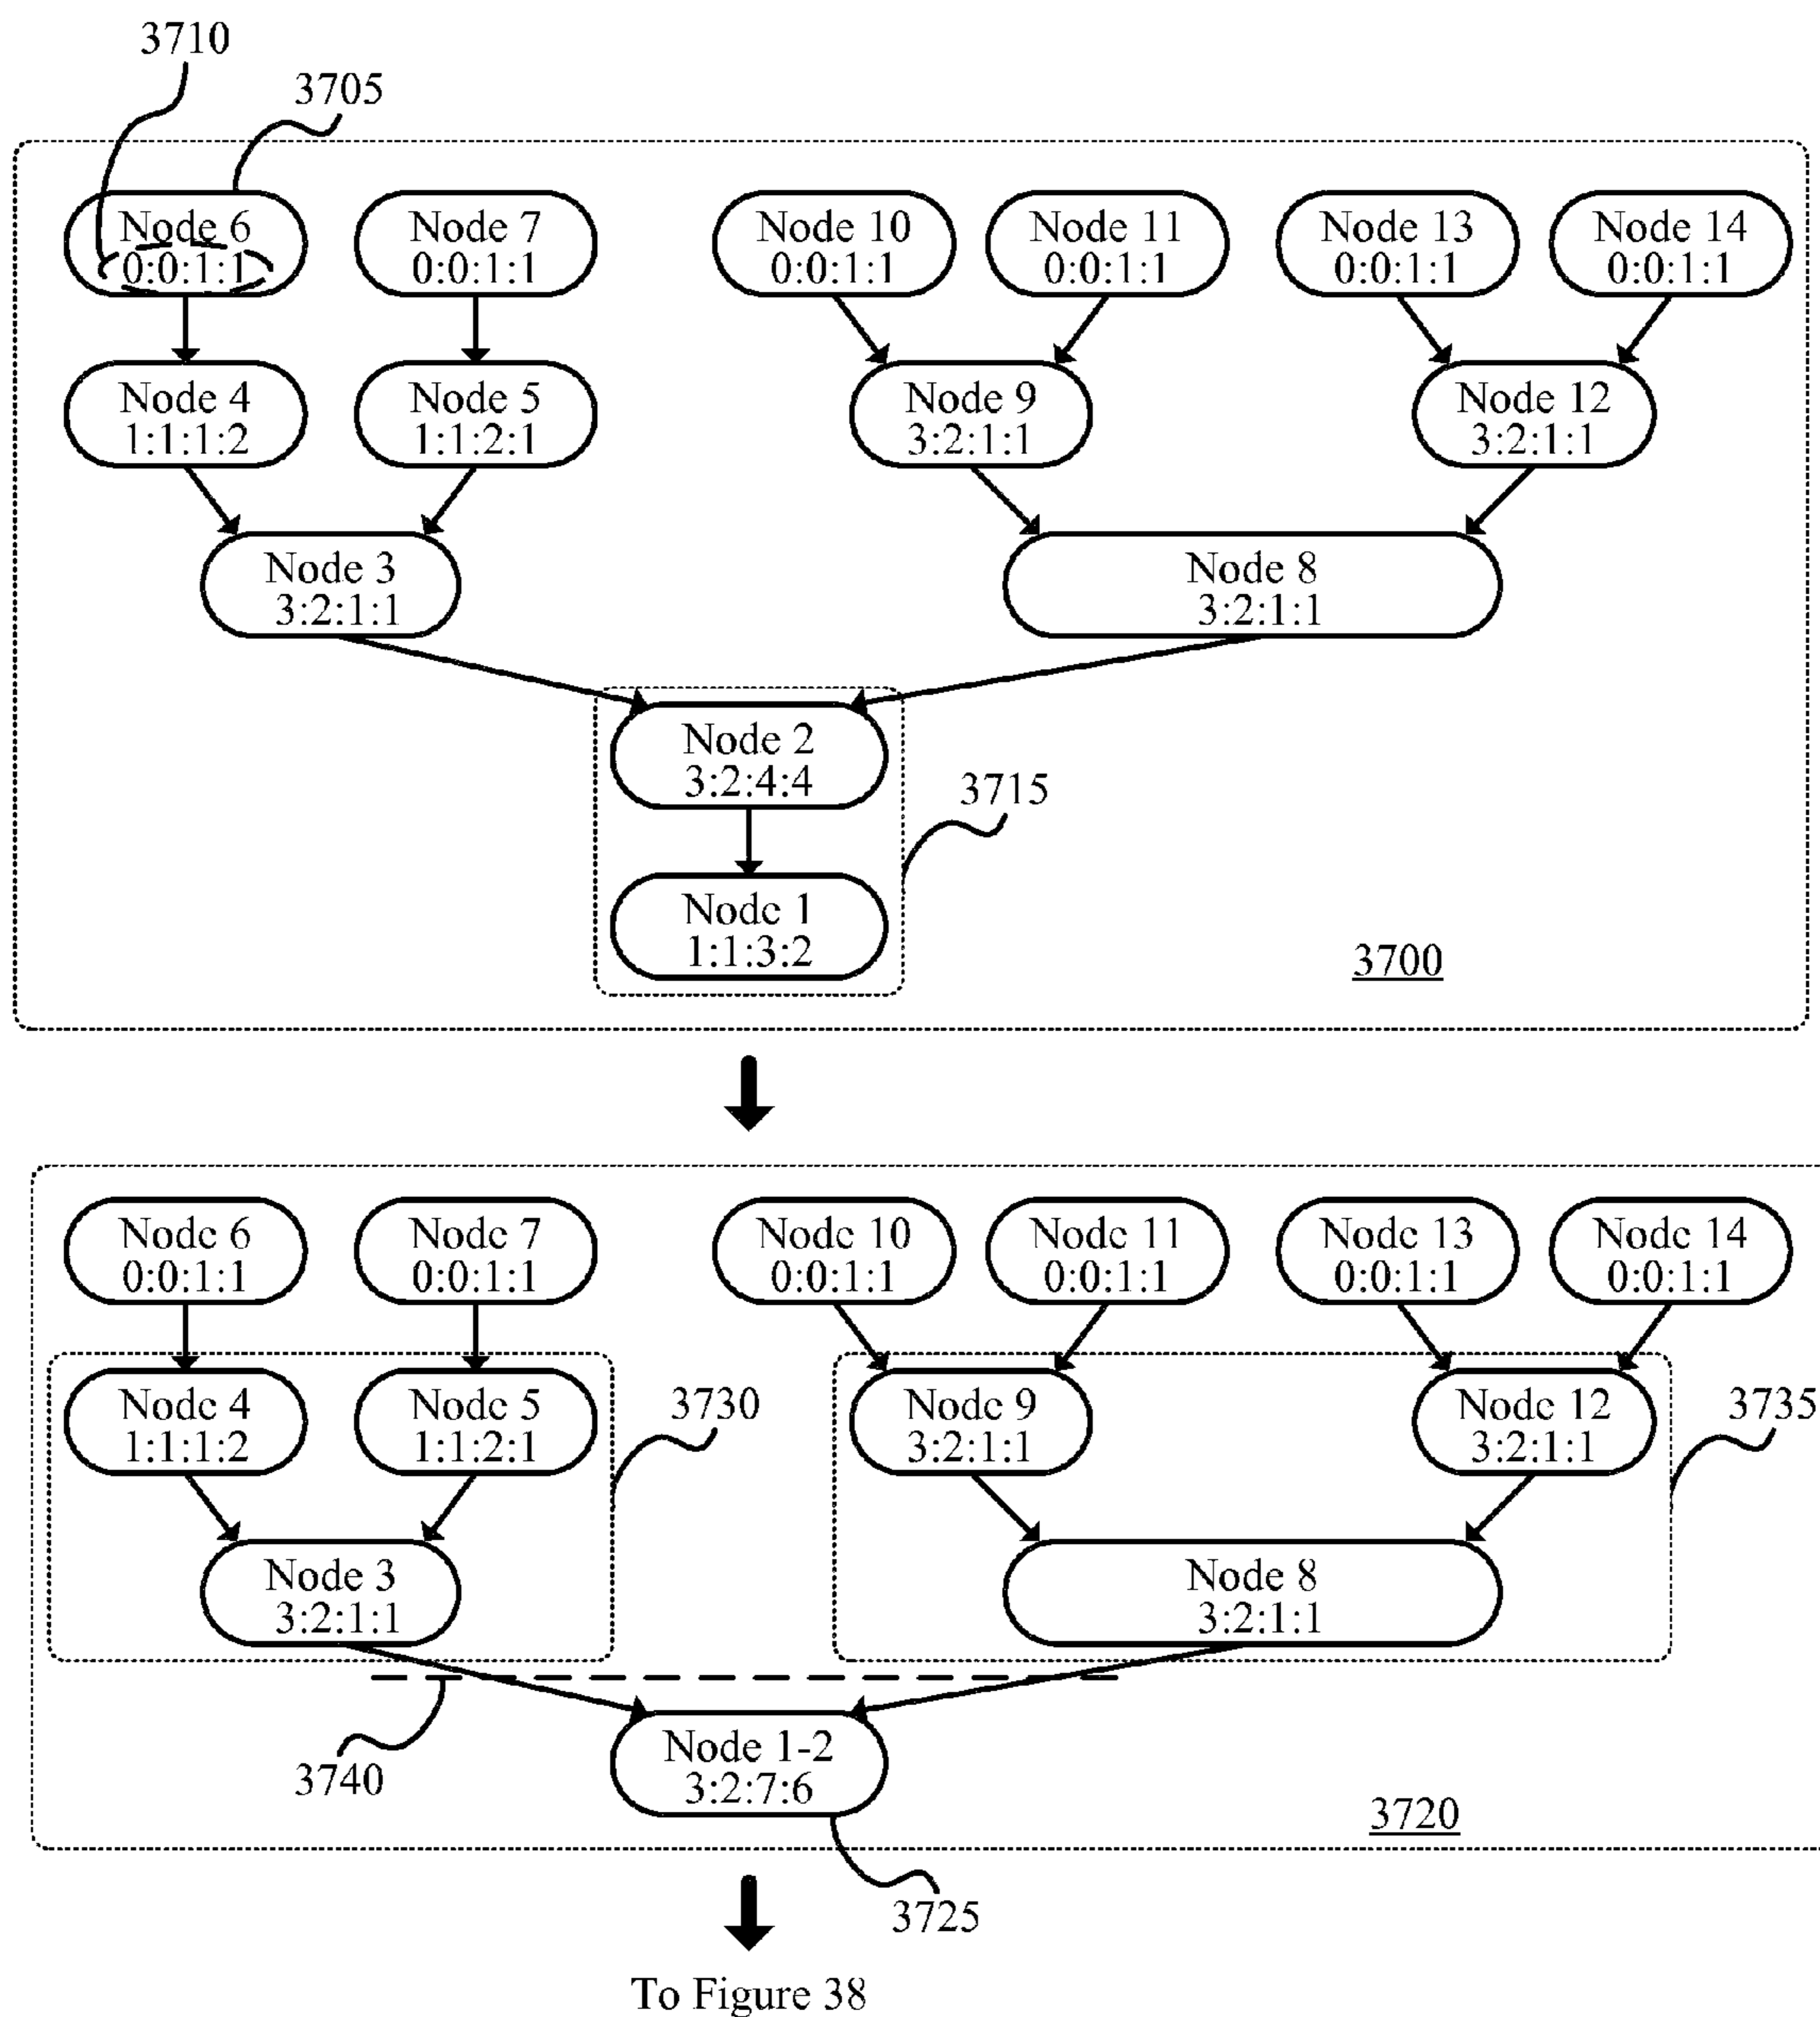 3710
3705
Node 6
0:0:1:1
Node 7
0:0:1:1
Node 10
0:0:1:1
Node 11
0:0:1:1
Node 13
0:0:1:1
Node 14
0:0:1:1
Node 4
1:1:1:2
Node 5
1:1:2:1
Node 9
3:2:1:1
Node 12
3:2:1:1
Node 3
3:2:1:1
Node 8
3:2:1:1
Node 2
3:2:4:4
3715
Node 1
1:1:3:2
3700
Node 6
0:0:1:1
Node 7
0:0:1:1
Node 10
0:0:1:1
Node 11
0:0:1:1
Node 13
0:0:1:1
Node 14
0:0:1:1
Node 4
1:1:1:2
Node 5
1:1:2:1
3730
Node 9
3:2:1:1
Node 12
3:2:1:1
3735
Node 3
3:2:1:1
Node 8
3:2:1:1
3740
Node 1-2
3:2:7:6
3720
3725
To Figure 38